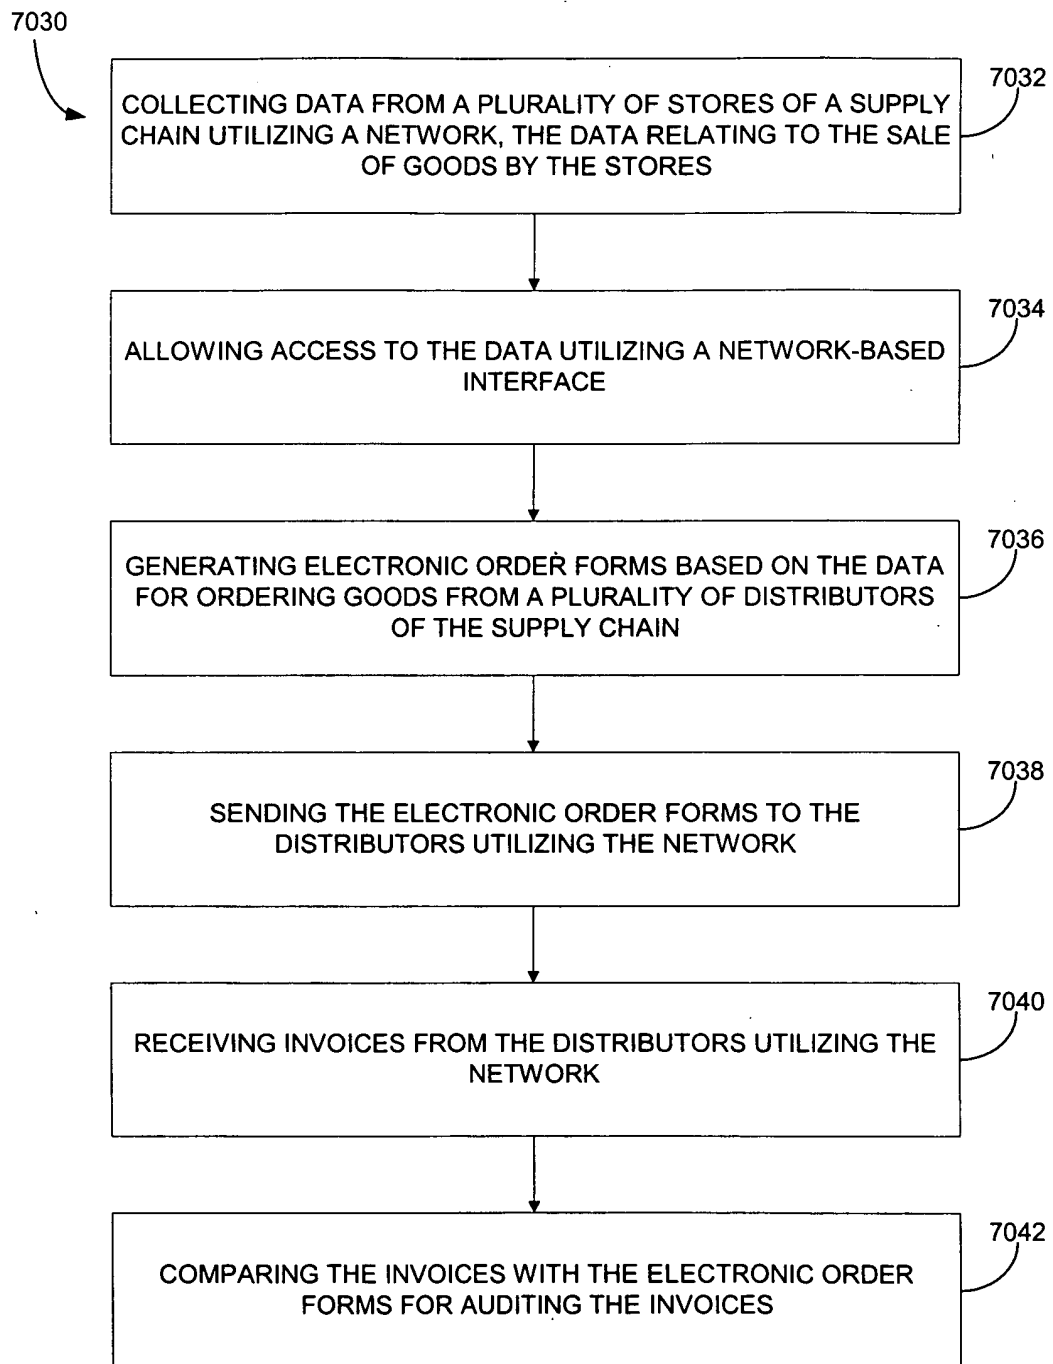 7030
7032
COLLECTING DATA FROM A PLURALITY OF STORES OF A SUPPLY
CHAIN UTILIZING A NETWORK, THE DATA RELATING TO THE SALE
OF GOODS BY THE STORES
7034
ALLOWING ACCESS TO THE DATA UTILIZING A NETWORK-BASED
INTERFACE
7036
GENERATING ELECTRONIC ORDER FORMS BASED ON THE DATA
FOR ORDERING GOODS FROM A PLURALITY OF DISTRIBUTORS
OF THE SUPPLY CHAIN
7038
SENDING THE ELECTRONIC ORDER FORMS TO THE
DISTRIBUTORS UTILIZING THE NETWORK
7040
RECEIVING INVOICES FROM THE DISTRIBUTORS UTILIZING THE
NETWORK
7042
COMPARING THE INVOICES WITH THE ELECTRONIC ORDER
FORMS FOR AUDITING THE INVOICES